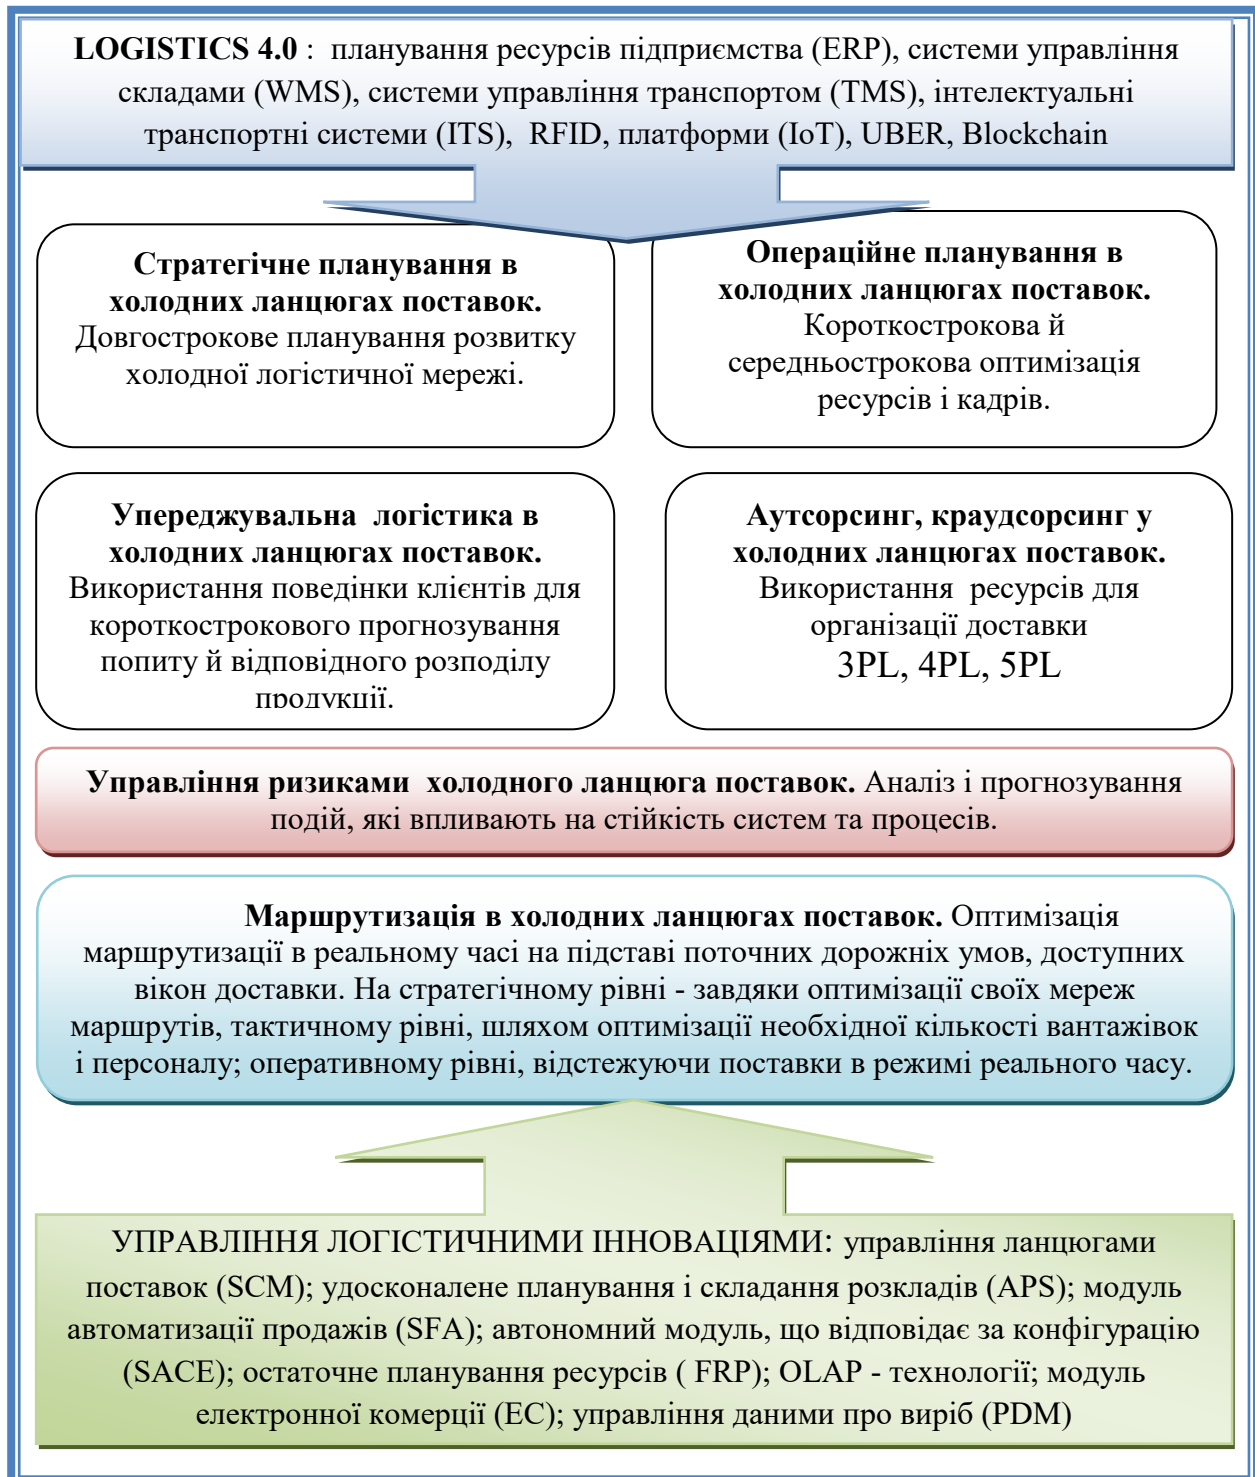 LOGISTICS 4.0 : планування ресурсів підприємства (ERP), системи управління
складами (WMS), системи управління транспортом (TMS), інтелектуальні
транспортні системи (ITS), RFID, платформи (IoT), UBER, Blockchain
Стратегічне планування в
холодних ланцюгах поставок.
Довгострокове планування розвитку
холодної логістичної мережі.
Операційне планування в
холодних ланцюгах поставок.
Короткострокова й
середньострокова оптимізація
ресурсів і кадрів.
Упереджувальна логістика в
холодних ланцюгах поставок.
Використання поведінки клієнтів для
короткострокового прогнозування
попиту й відповідного розподілу
продукції.
Аутсорсинг, краудсорсинг у
холодних ланцюгах поставок.
Використання ресурсів для
організації доставки
3PL, 4PL, 5PL
Управління ризиками холодного ланцюга поставок. Аналіз і прогнозування
подій, які впливають на стійкість систем та процесів.
Маршрутизація в холодних ланцюгах поставок. Оптимізація
маршрутизації в реальному часі на підставі поточних дорожніх умов, доступних
вікон доставки. На стратегічному рівні - завдяки оптимізації своїх мереж
маршрутів, тактичному рівні, шляхом оптимізації необхідної кількості вантажівок
і персоналу; оперативному рівні, відстежуючи поставки в режимі реального часу.
УПРАВЛІННЯ ЛОГІСТИЧНИМИ ІННОВАЦІЯМИ: управління ланцюгами
поставок (SCM); удосконалене планування і складання розкладів (APS); модуль
автоматизації продажів (SFA); автономний модуль, що відповідає за конфігурацію
(SACE); остаточне планування ресурсів ( FRP); OLAP - технології; модуль
електронної комерції (EC); управління даними про виріб (PDM)